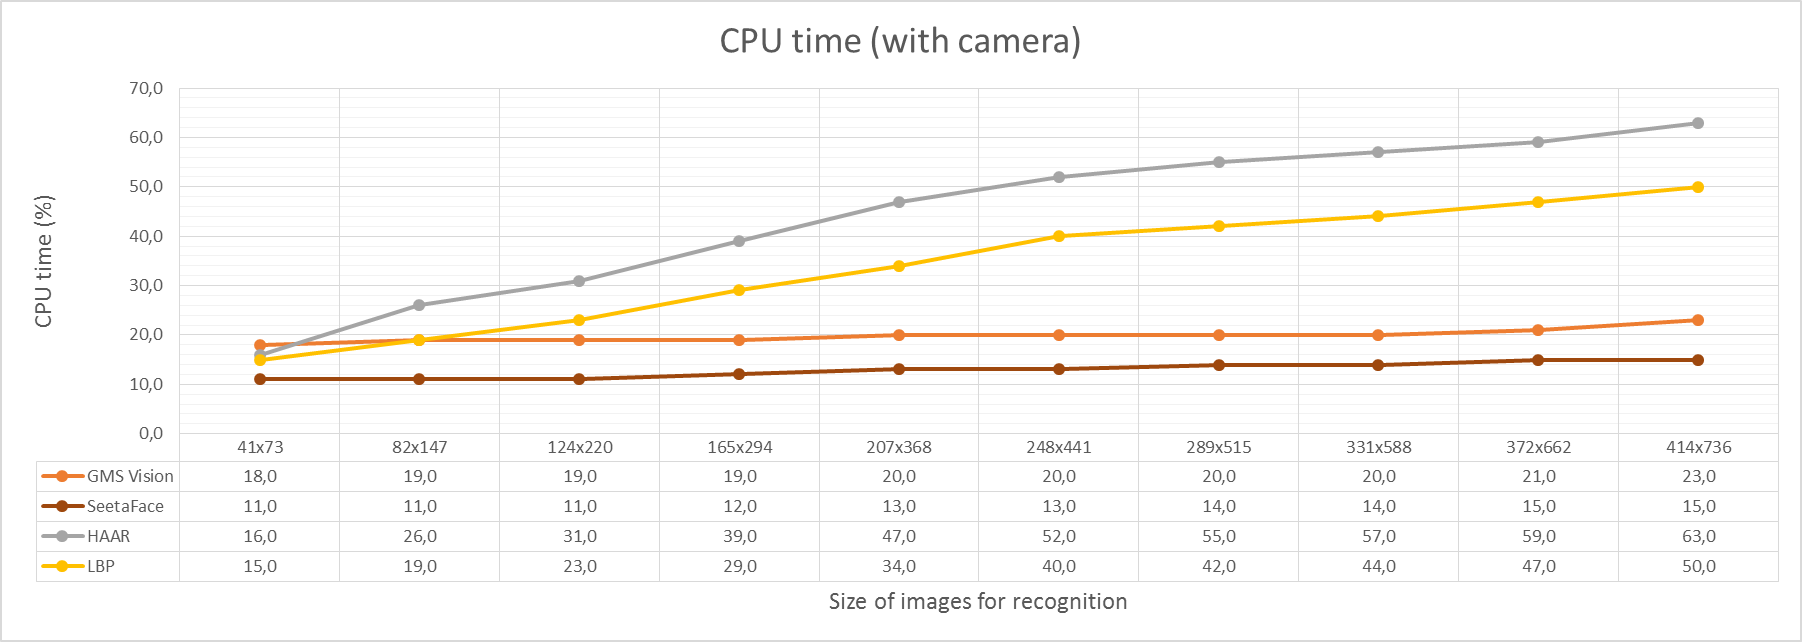 CPU time (with camera)
70,0
60,0
50,0
40,0
30,0
20,0
10,0
0,0
CPU time (%)
41x73 82x147 124x220 165x294 207x368 248x441 289x515 331x588 372x662 414x736
GMS Vision 18,0 19,0 19,0 19,0 20,0 20,0 20,0 20,0 21,0 23,0
SeetaFace 11,0 11,0 11,0 12,0 13,0 13,0 14,0 14,0 15,0 15,0
HAAR 16,0 26,0 31,0 39,0 47,0 52,0 55,0 57,0 59,0 63,0
LBP 15,0 19,0 23,0 29,0 34,0 40,0 42,0 44,0 47,0 50,0
Size of images for recognition